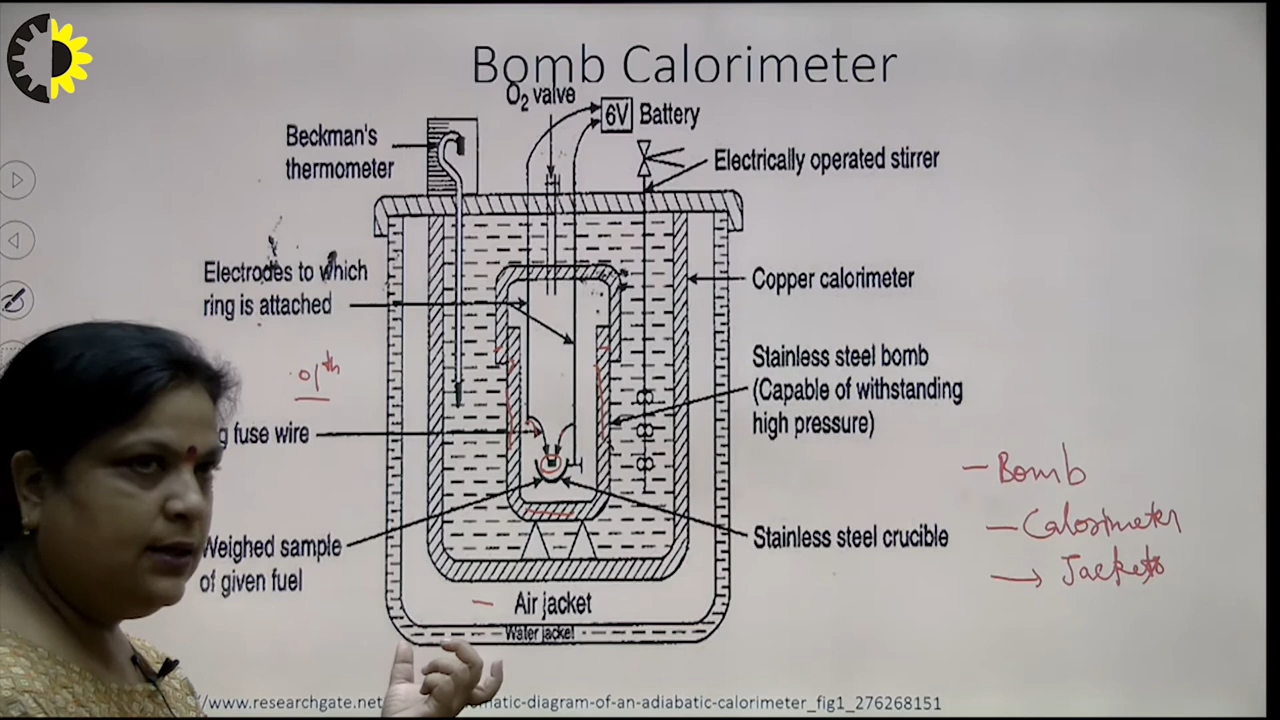 Bomb Calorimeter
O₂ valve
6V Battery
Beckman's
thermometer
Electrically operated stirrer
Electrodes to which
ring is attached
Copper calorimeter
Stainless steel bomb
(Capable of withstanding
high pressure)
01th
fuse wire
Bomb
Calorimeter
Jackets
Weighed sample
of given fuel
Stainless steel crucible
Air jacket
Water jacket
/www.researchgate.net
matic-diagram-of-an-adiabatic-calorimeter_fig1_276268151